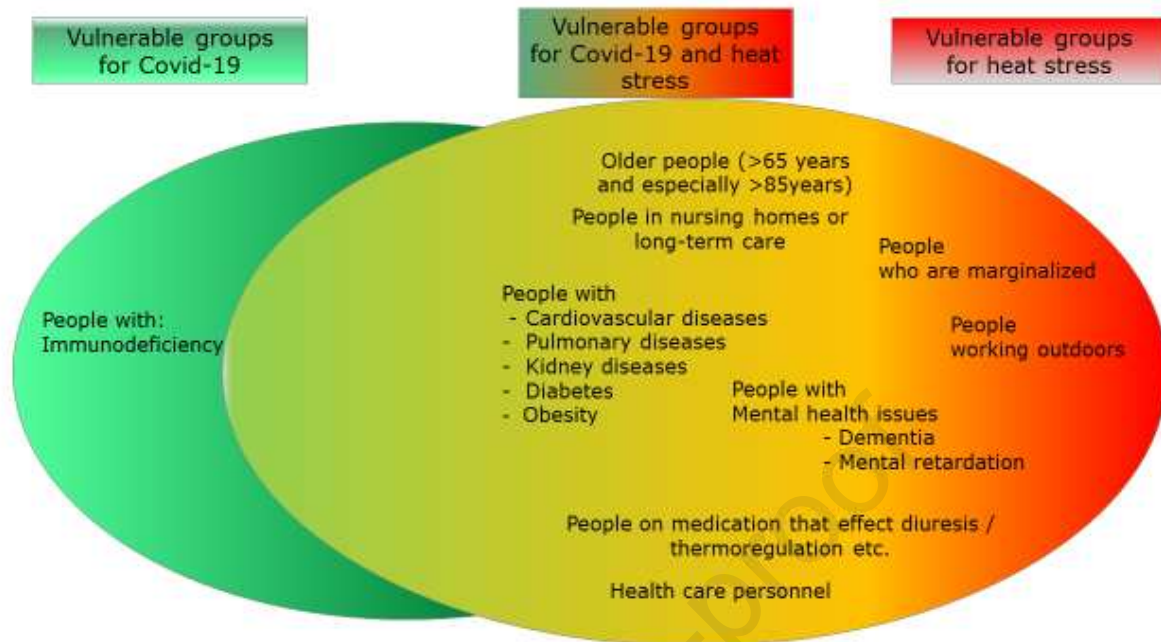 Vulnerable groups
for Covid-19
Vulnerable groups
for Covid-19 and heat
stress
Vulnerable groups
for heat stress
Older people (>65 years
and especially >85years)
People in nursing homes or
long-term care
People
who are marginalized
People with:
Immunodeficiency
People with
- Cardiovascular diseases
- Pulmonary diseases
- Kidney diseases
- Diabetes
- Obesity
People
working outdoors
People with
Mental health issues
- Dementia
- Mental retardation
People on medication that effect diuresis /
thermoregulation etc.
Health care personnel